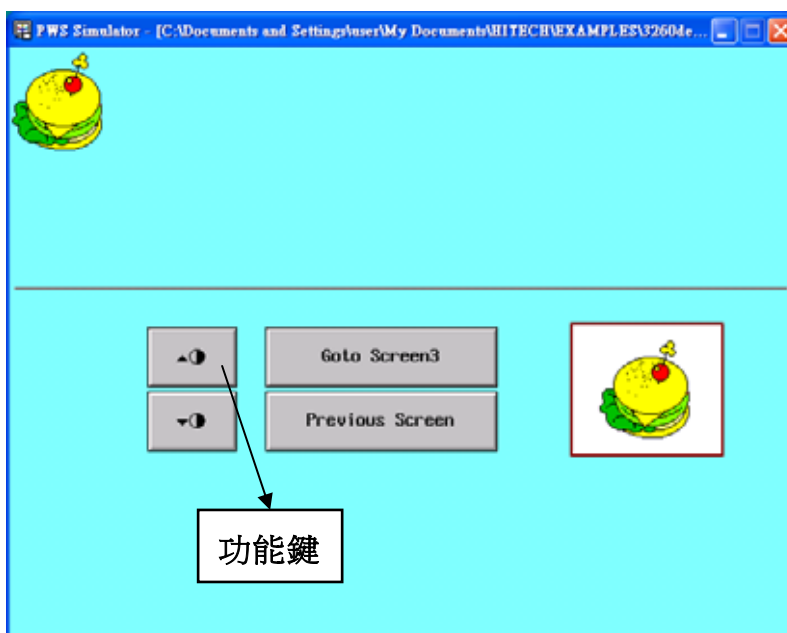 PWS Simulator - [C:\Documents and Settings\user\My Documents\HITECH\EXAMPLES\3260de...
▲◑
Goto Screen3
▼◑
Previous Screen
功能鍵